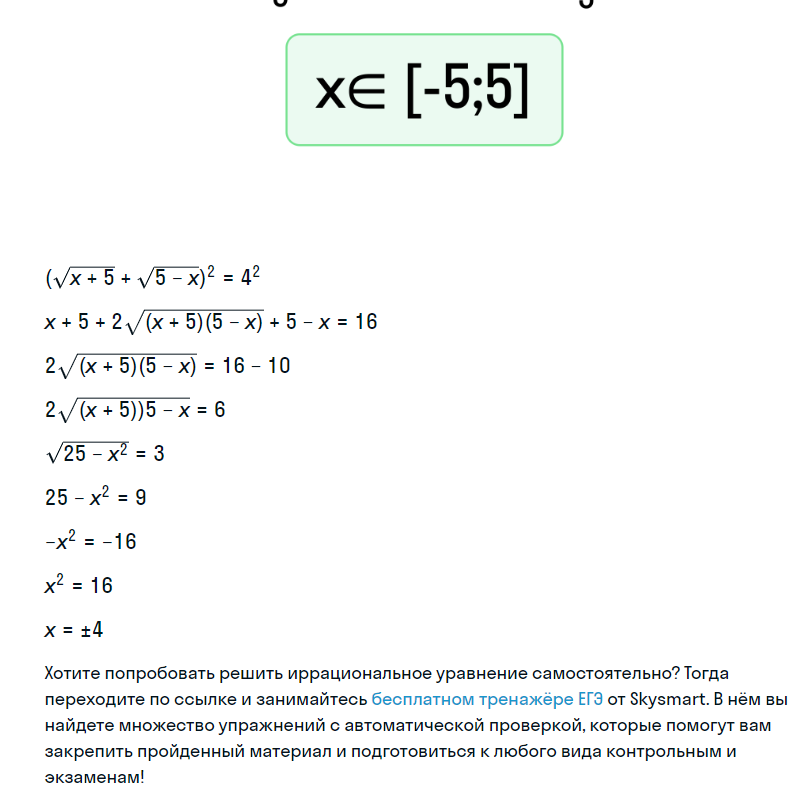 x∈ [-5;5]
(√x + 5 + √5 − x)² = 4²
x + 5 + 2√(x + 5)(5 − x) + 5 − x = 16
2√(x + 5)(5 − x) = 16 − 10
2√(x + 5))5 − x = 6
√25 − x² = 3
25 − x² = 9
−x² = −16
x² = 16
x = ±4
Хотите попробовать решить иррациональное уравнение самостоятельно? Тогда
переходите по ссылке и занимайтесь бесплатном тренажёре ЕГЭ от Skysmart. В нём вы
найдете множество упражнений с автоматической проверкой, которые помогут вам
закрепить пройденный материал и подготовиться к любого вида контрольным и
экзаменам!